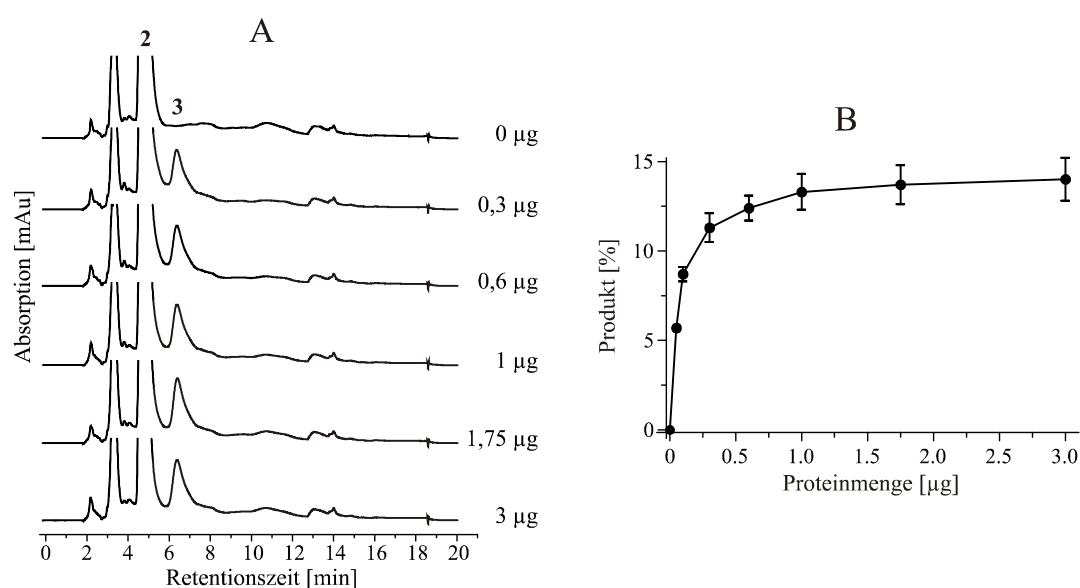 A
2
3
0 µg
0,3 µg
0,6 µg
1 µg
1,75 µg
3 µg
Absorption [mAu]
0 2 4 6 8 10 12 14 16 18 20
Retentionszeit [min]
B
15
10
5
0
Produkt [%]
0 0.5 1.0 1.5 2.0 2.5 3.0
Proteinmenge [µg]